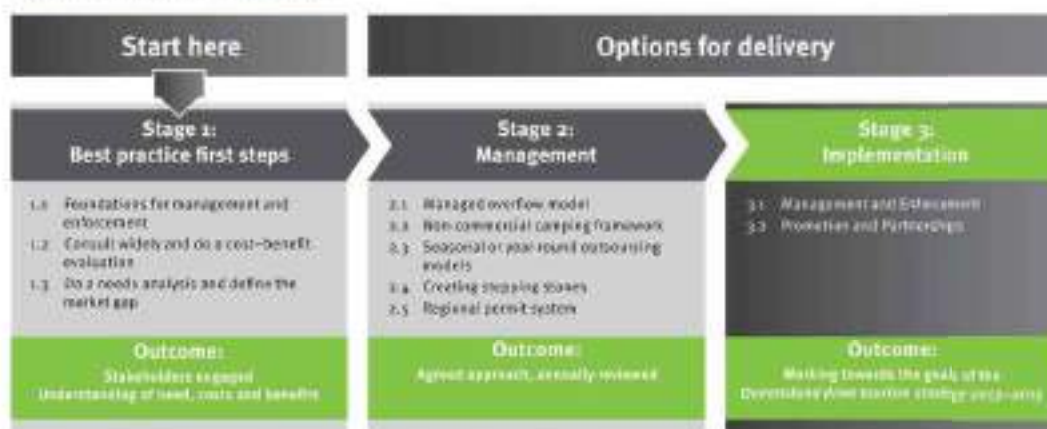 Start here
Options for delivery
Stage 1:
Best practice first steps
1.1 Foundations for management and
enforcement
1.2 Consult widely and do a cost-benefit
evaluation
1.3 Do a needs analysis and define the
market gap
Outcome:
Stakeholders engaged
Understanding of need, costs and benefits
Stage 2:
Management
2.1 Managed overflow model
2.2 Non-commercial camping framework
2.3 Seasonal or year round outsourcing
models
2.4 Creating stepping stones
2.5 Regional permit system
Outcome:
Agreed approach, annually reviewed
Stage 3:
Implementation
3.1 Management and Enforcement
3.2 Promotion and Partnerships
Outcome:
Working towards the goals of the
Queensland drive tourism strategy